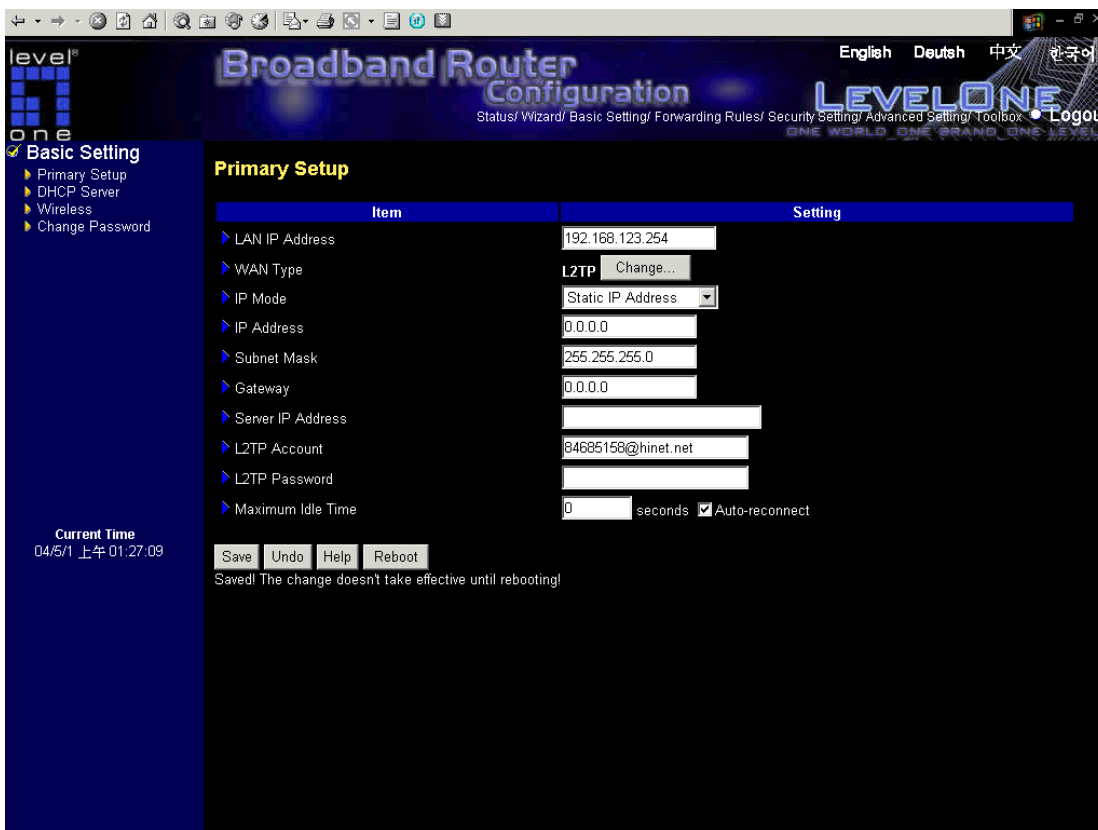 level®
one
Broadband Router
Configuration
English Deutsh 中文 한국어
LEVELONE
Status/ Wizard/ Basic Setting/ Forwarding Rules/ Security Setting/ Advanced Setting/ Toolbox Logou
ONE WORLD ONE BRAND ONE LEVEL
Basic Setting
Primary Setup
DHCP Server
Wireless
Change Password
Current Time
04/5/1 上午 01:27:09
Primary Setup
Item Setting
LAN IP Address 192.168.123.254
WAN Type L2TP Change...
IP Mode Static IP Address
IP Address 0.0.0.0
Subnet Mask 255.255.255.0
Gateway 0.0.0.0
Server IP Address
L2TP Account 84685158@hinet.net
L2TP Password
Maximum Idle Time 0 seconds Auto-reconnect
Save Undo Help Reboot
Saved! The change doesn't take effective until rebooting!